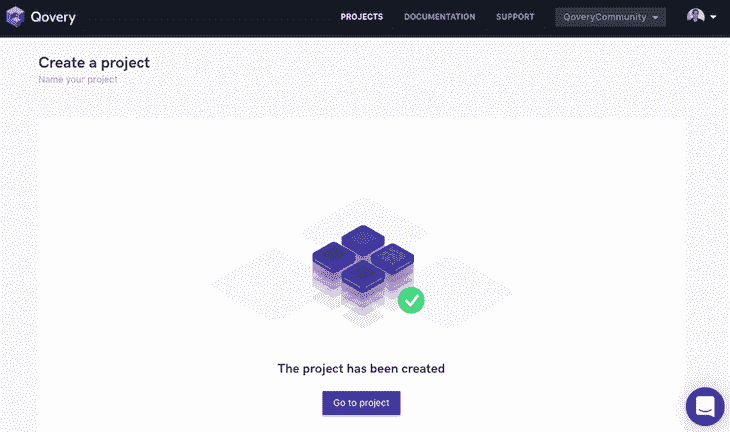 Qovery
PROJECTS
DOCUMENTATION
SUPPORT
QoveryCommunity
Create a project
Name your project
The project has been created
Go to project